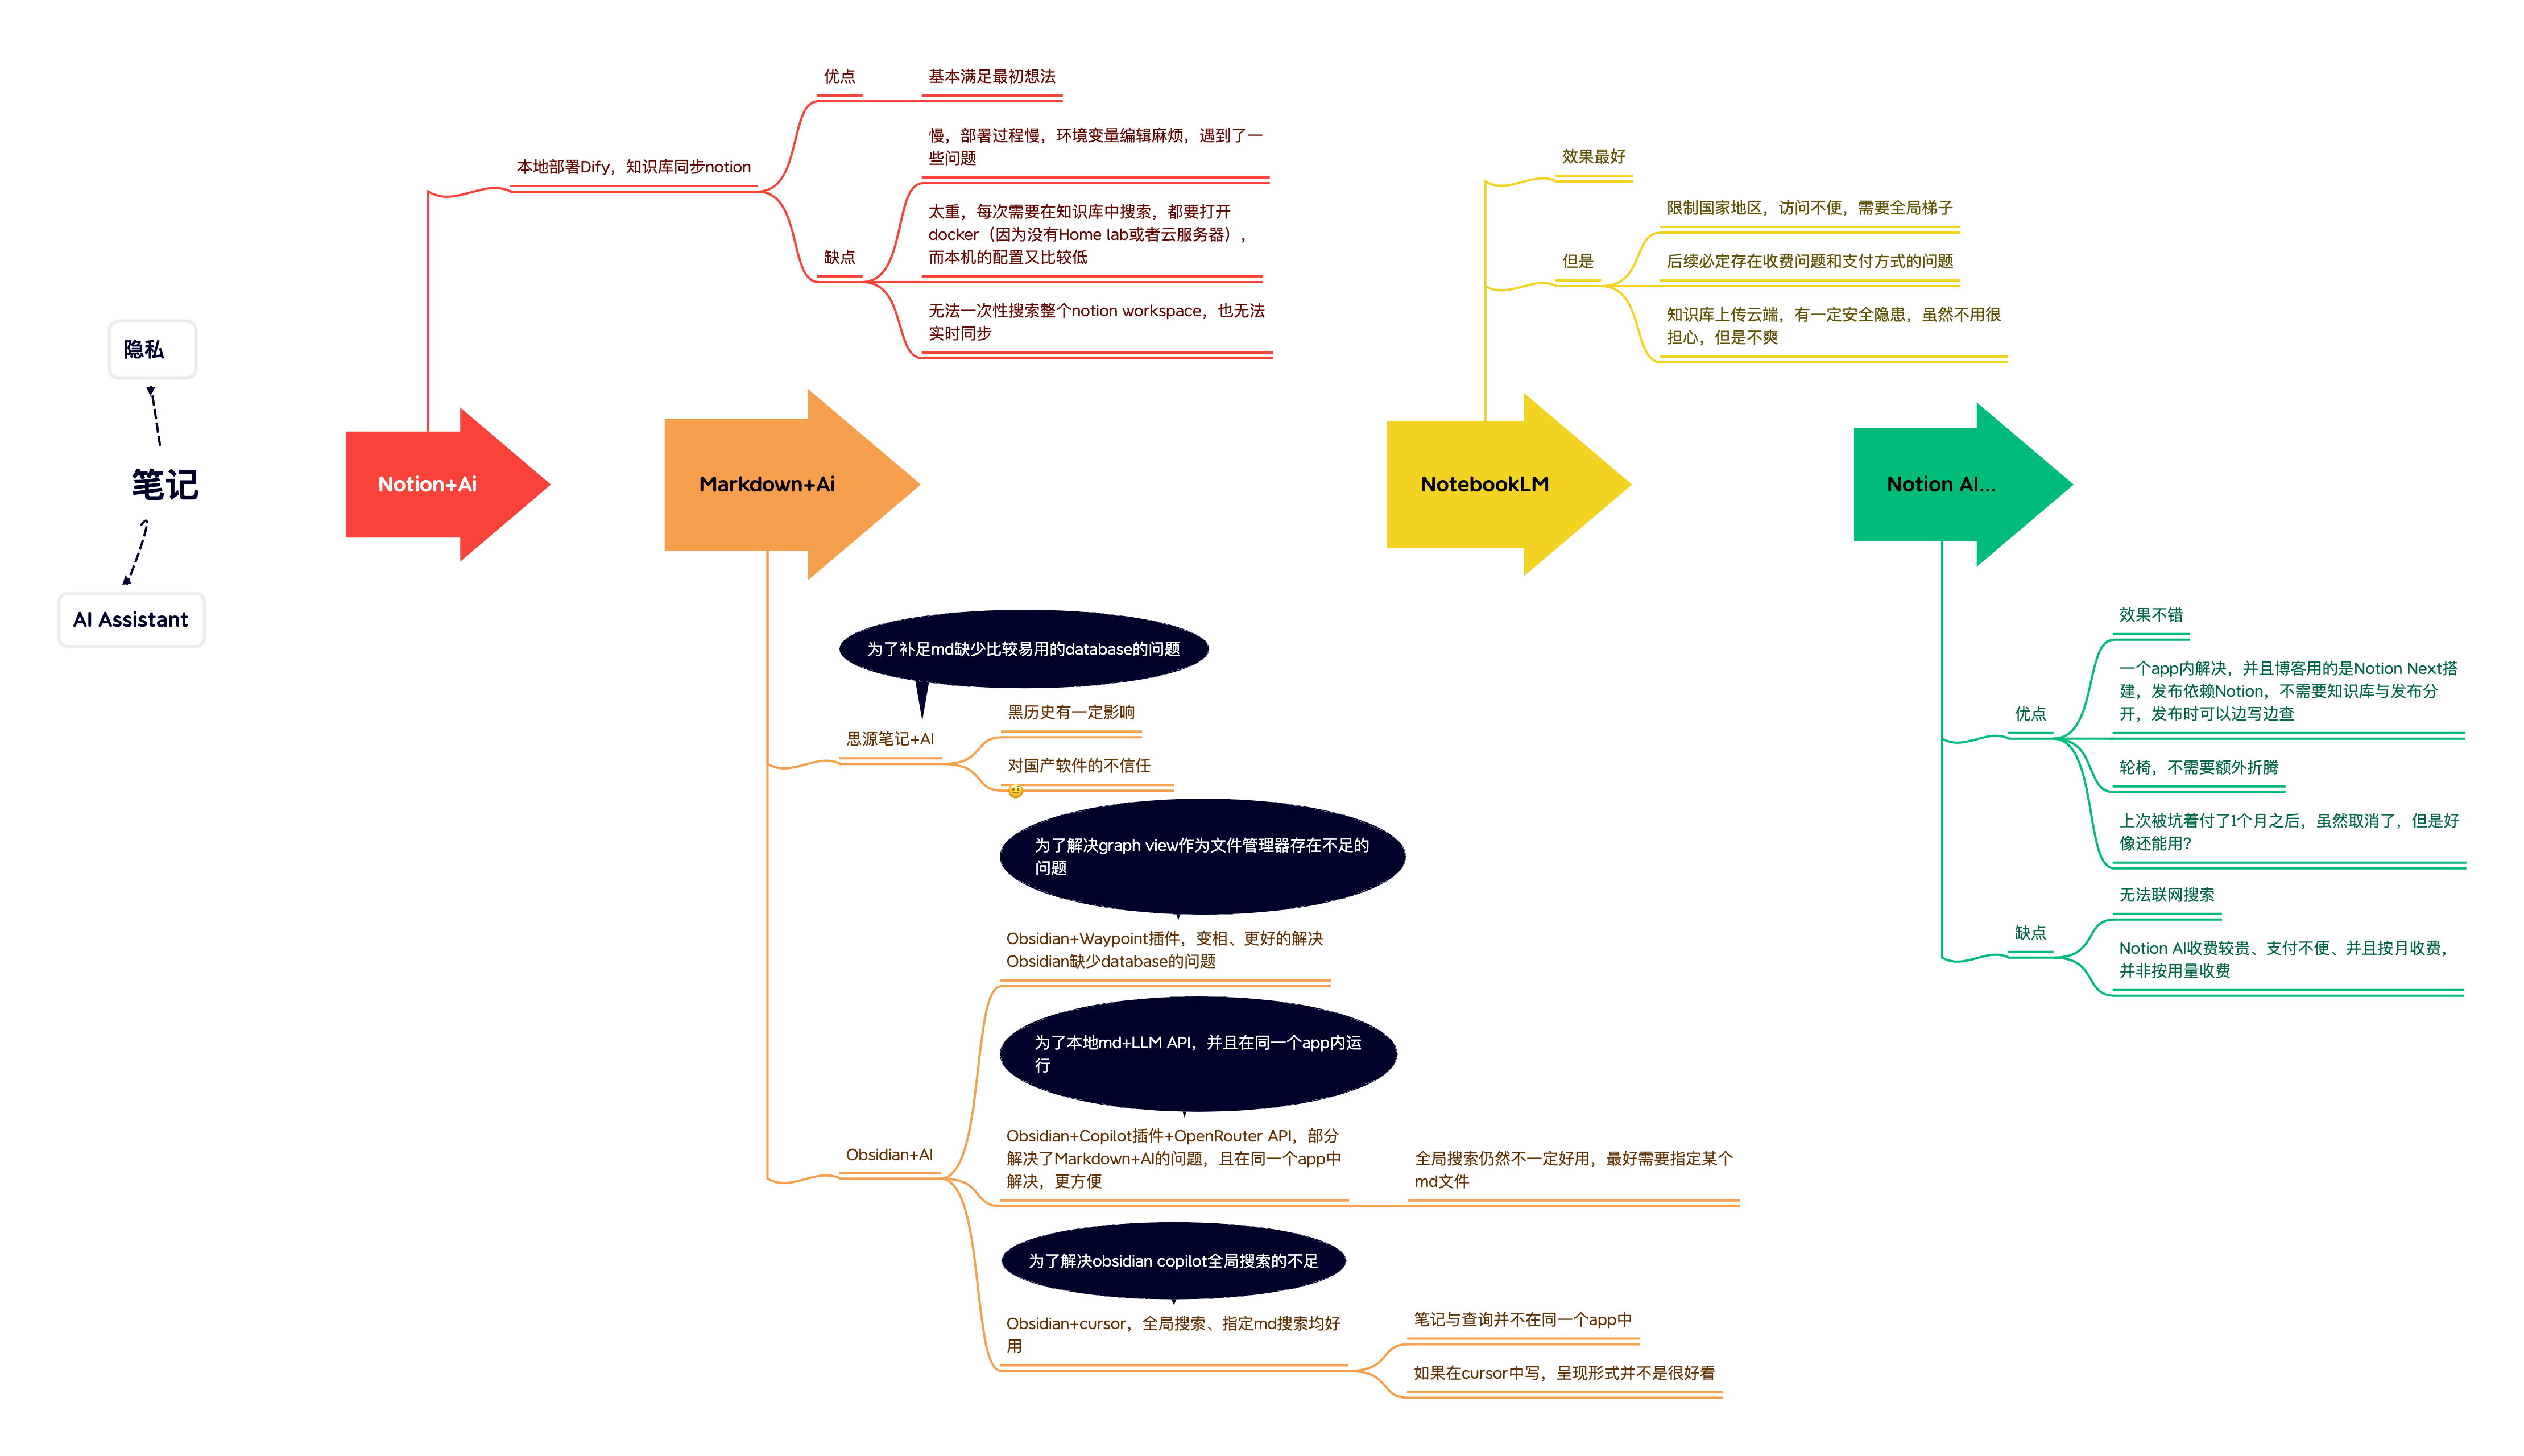 隐私
笔记
AI Assistant
Notion+Ai
本地部署Dify，知识库同步notion
优点
基本满足最初想法
缺点
慢，部署过程慢，环境变量编辑麻烦，遇到了一
些问题
太重，每次需要在知识库中搜索，都要打开
docker（因为没有Home lab或者云服务器），
而本机的配置又比较低
无法一次性搜索整个notion workspace，也无法
实时同步
Markdown+Ai
为了补足md缺少比较易用的database的问题
思源笔记+AI
黑历史有一定影响
对国产软件的不信任
为了解决graph view作为文件管理器存在不足的
问题
Obsidian+AI
Obsidian+Waypoint插件，变相、更好的解决
Obsidian缺少database的问题
为了本地md+LLM API，并且在同一个app内运
行
Obsidian+Copilot插件+OpenRouter API，部分
解决了Markdown+AI的问题，且在同一个app中
解决，更方便
全局搜索仍然不一定好用，最好需要指定某个
md文件
为了解决obsidian copilot全局搜索的不足
Obsidian+cursor，全局搜索、指定md搜索均好
用
笔记与查询并不在同一个app中
如果在cursor中写，呈现形式并不是很好看
NotebookLM
效果最好
但是
限制国家地区，访问不便，需要全局梯子
后续必定存在收费问题和支付方式的问题
知识库上传云端，有一定安全隐患，虽然不用很
担心，但是不爽
Notion AI...
优点
效果不错
一个app内解决，并且博客用的是Notion Next搭
建，发布依赖Notion，不需要知识库与发布分
开，发布时可以边写边查
轮椅，不需要额外折腾
上次被坑着付了1个月之后，虽然取消了，但是好
像还能用？
缺点
无法联网搜索
Notion AI收费较贵、支付不便、并且按月收费，
并非按用量收费